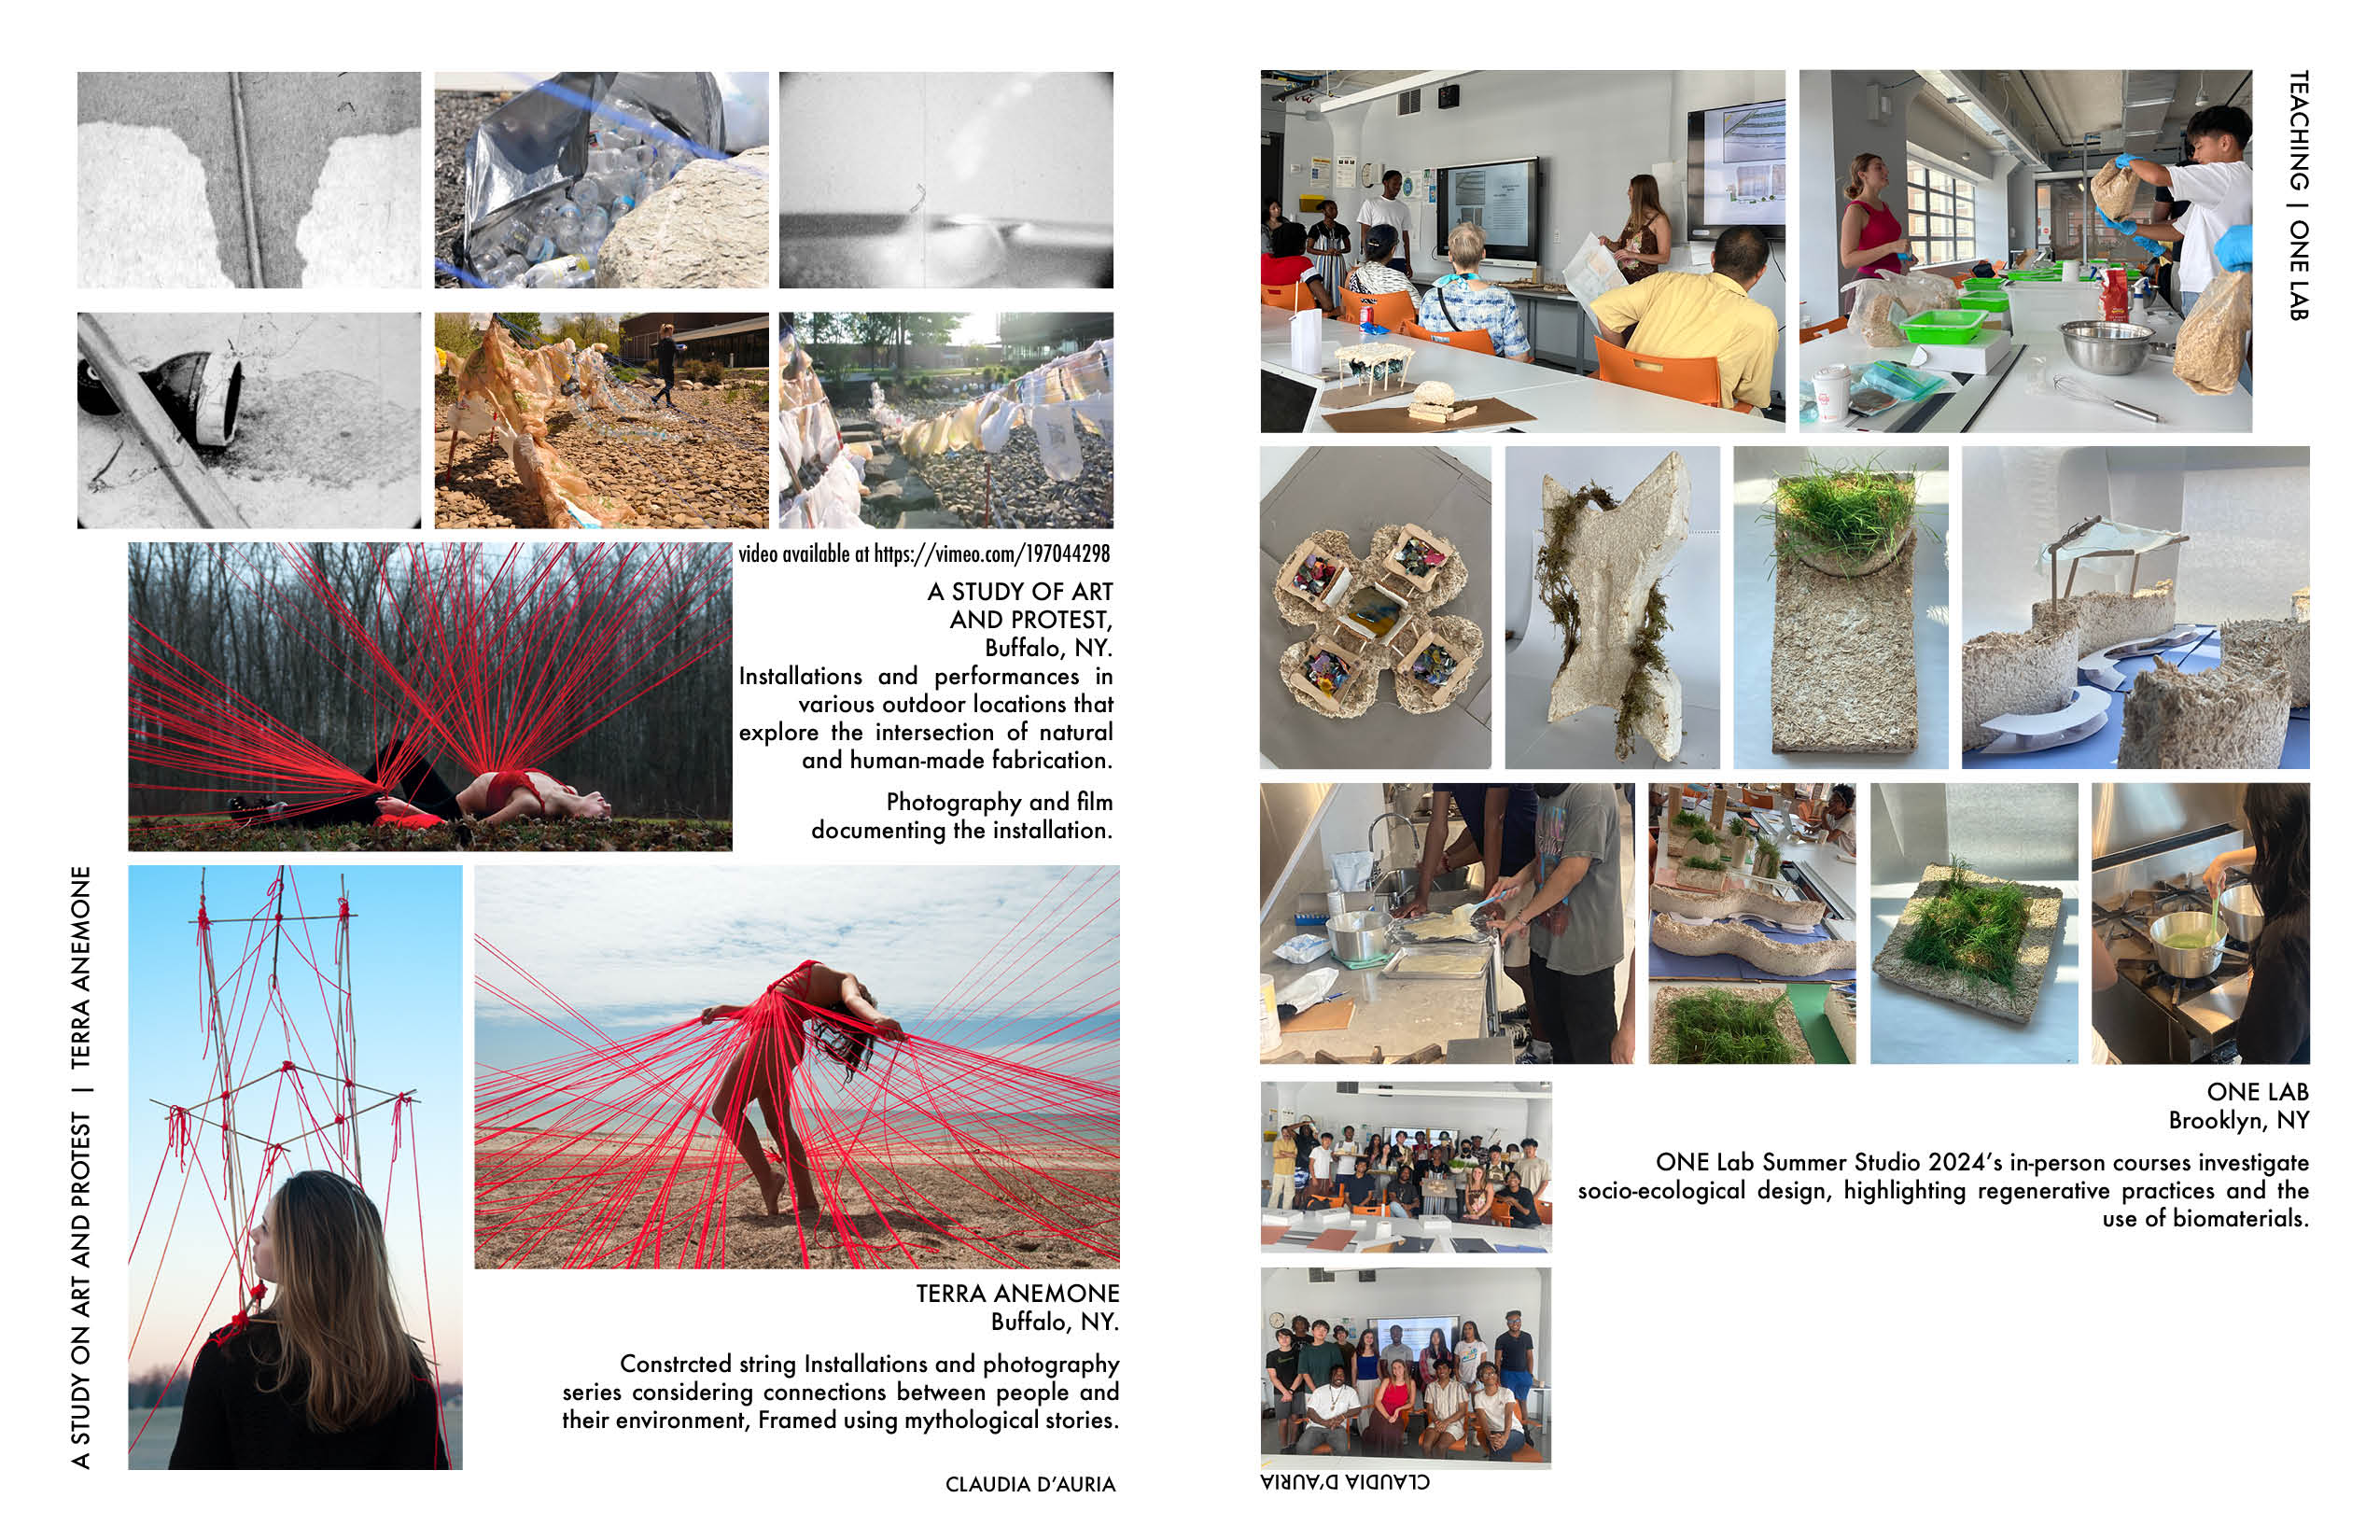 video available at https://vimeo.com/197044298
A STUDY OF ART
AND PROTEST,
Buffalo, NY.
Installations and performances in
various outdoor locations that
explore the intersection of natural
and human-made fabrication.
Photography and film
documenting the installation.
A STUDY ON ART AND PROTEST | TERRA ANEMONE
TERRA ANEMONE
Buffalo, NY.
Constrcted string Installations and photography
series considering connections between people and
their environment, Framed using mythological stories.
CLAUDIA D'AURIA
TEACHING | ONE LAB
ONE LAB
Brooklyn, NY
ONE Lab Summer Studio 2024's in-person courses investigate
socio-ecological design, highlighting regenerative practices and the
use of biomaterials.
CLAUDIA D'AURIA